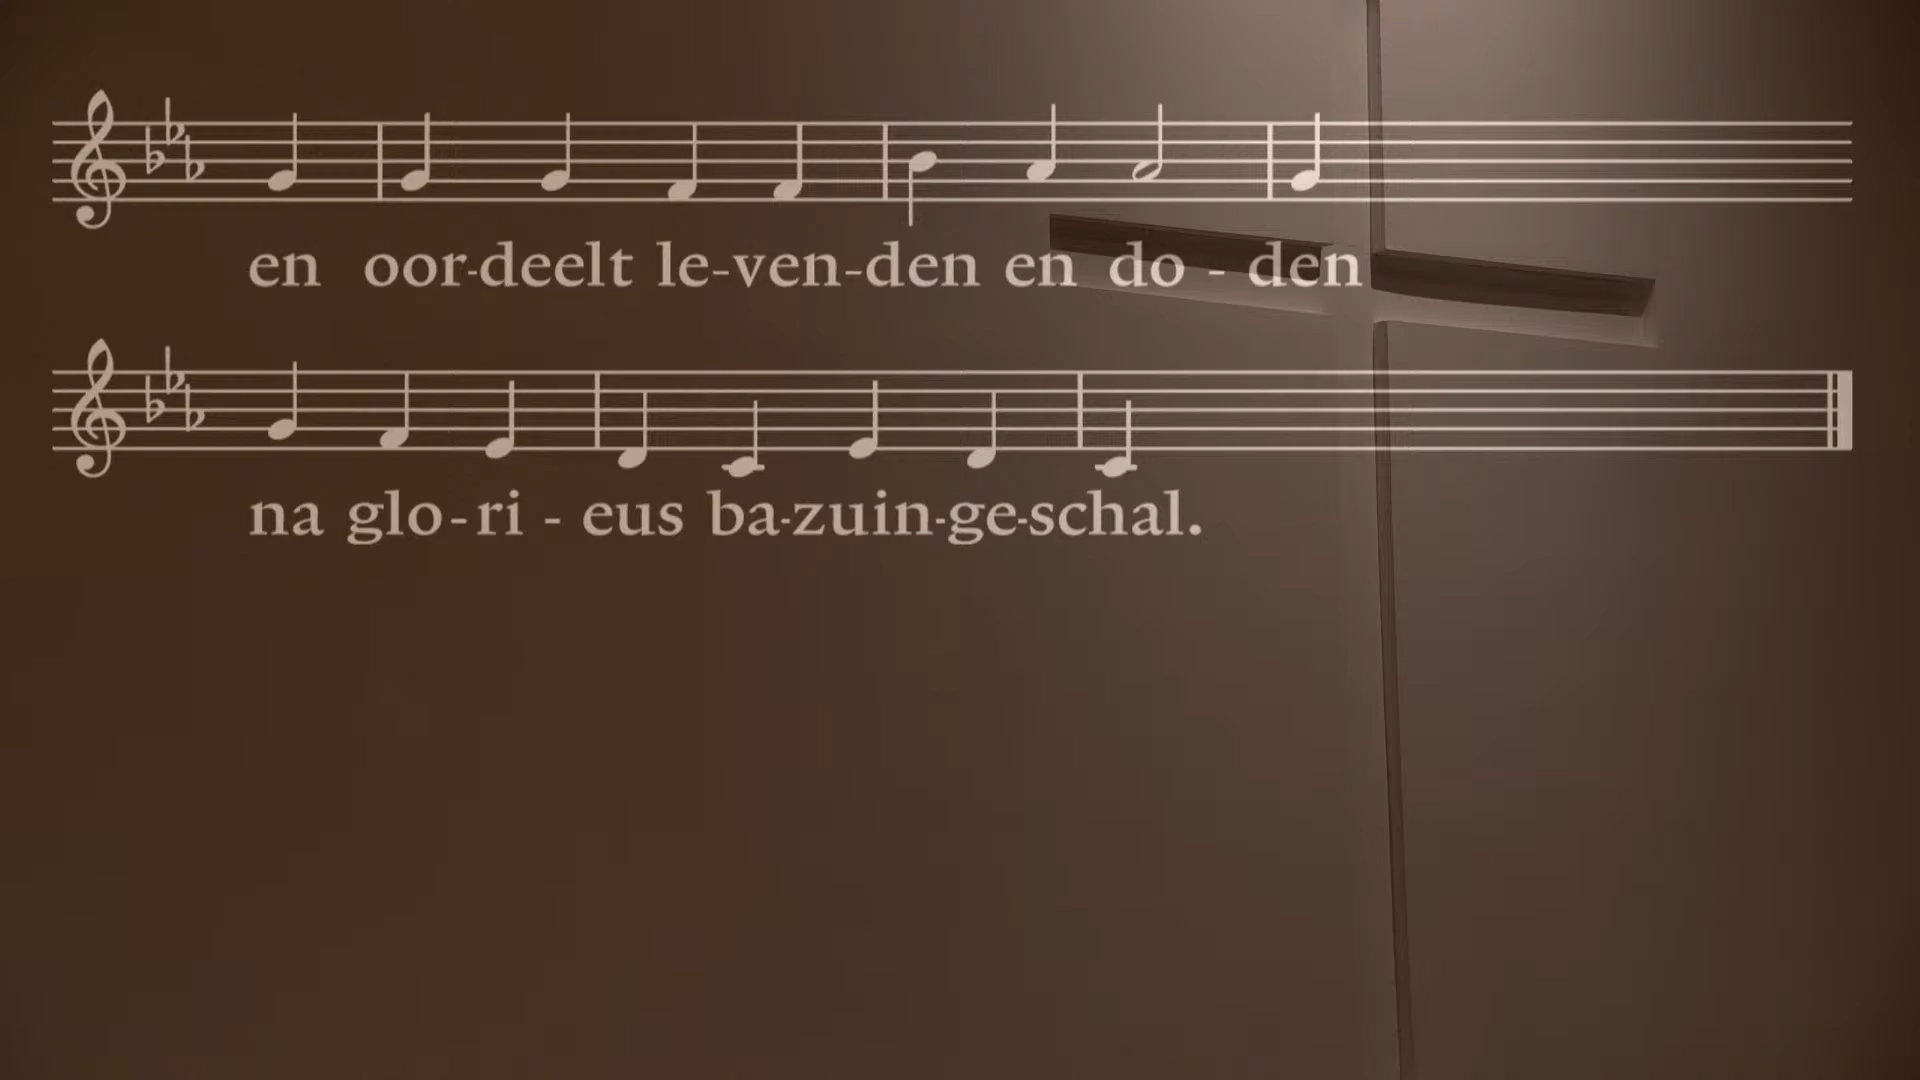 en oor-deelt le-ven-den en do - den
na glo-ri - eus ba-zuin-ge-schal.